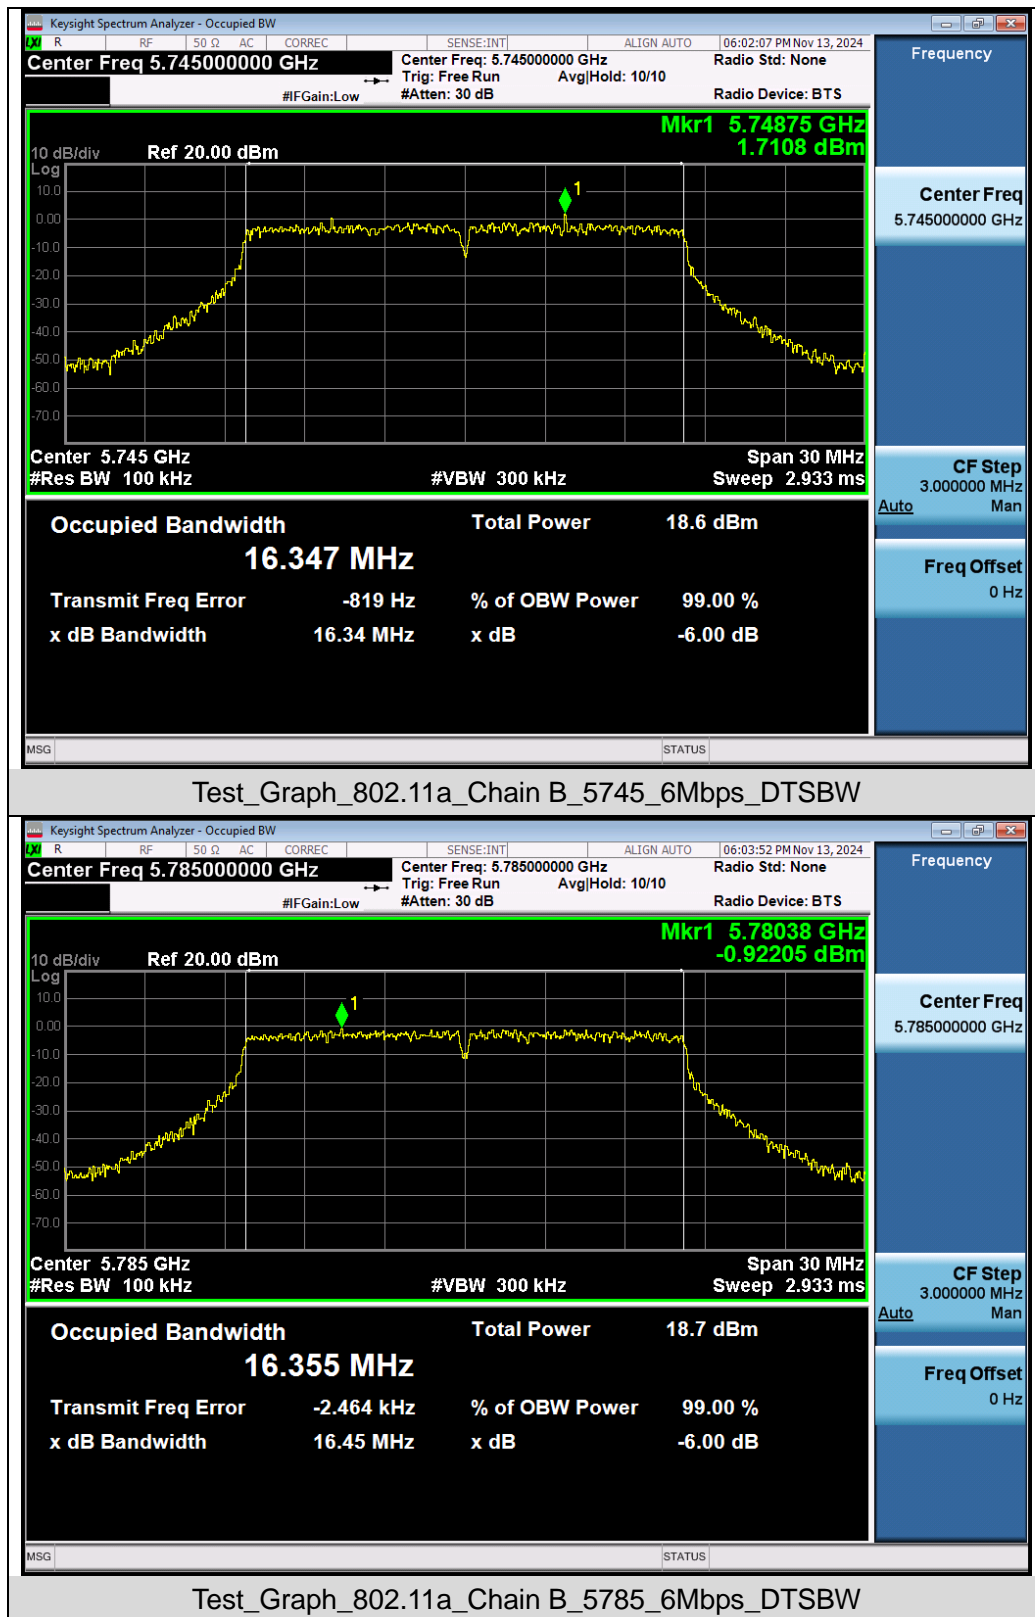 Keysight Spectrum Analyzer - Occupied BW
LXI R RF 50 Ω AC CORREC SENSE:INT ALIGN AUTO 06:02:07 PM Nov 13, 2024
Center Freq 5.745000000 GHz
Center Freq: 5.745000000 GHz
Radio Std: None
Trig: Free Run Avg|Hold: 10/10
#IFGain:Low
#Atten: 30 dB
Radio Device: BTS
Frequency
Mkr1 5.74875 GHz
1.7108 dBm
10 dB/div
Ref 20.00 dBm
Log
10.0
0.00
-10.0
-20.0
-30.0
-40.0
-50.0
-60.0
-70.0
1
Center Freq
5.745000000 GHz
Center 5.745 GHz
Span 30 MHz
#Res BW 100 kHz
#VBW 300 kHz
Sweep 2.933 ms
CF Step
3.000000 MHz
Auto Man
Occupied Bandwidth
16.347 MHz
Total Power 18.6 dBm
Transmit Freq Error -819 Hz
% of OBW Power 99.00 %
x dB Bandwidth 16.34 MHz
x dB -6.00 dB
Freq Offset
0 Hz
MSG STATUS
Test_Graph_802.11a_Chain B_5745_6Mbps_DTSBW
Keysight Spectrum Analyzer - Occupied BW
LXI R RF 50 Ω AC CORREC SENSE:INT ALIGN AUTO 06:03:52 PM Nov 13, 2024
Center Freq 5.785000000 GHz
Center Freq: 5.785000000 GHz
Radio Std: None
Trig: Free Run Avg|Hold: 10/10
#IFGain:Low
#Atten: 30 dB
Radio Device: BTS
Frequency
Mkr1 5.78038 GHz
-0.92205 dBm
10 dB/div
Ref 20.00 dBm
Log
10.0
0.00
-10.0
-20.0
-30.0
-40.0
-50.0
-60.0
-70.0
1
Center Freq
5.785000000 GHz
Center 5.785 GHz
Span 30 MHz
#Res BW 100 kHz
#VBW 300 kHz
Sweep 2.933 ms
CF Step
3.000000 MHz
Auto Man
Occupied Bandwidth
16.355 MHz
Total Power 18.7 dBm
Transmit Freq Error -2.464 kHz
% of OBW Power 99.00 %
x dB Bandwidth 16.45 MHz
x dB -6.00 dB
Freq Offset
0 Hz
MSG STATUS
Test_Graph_802.11a_Chain B_5785_6Mbps_DTSBW